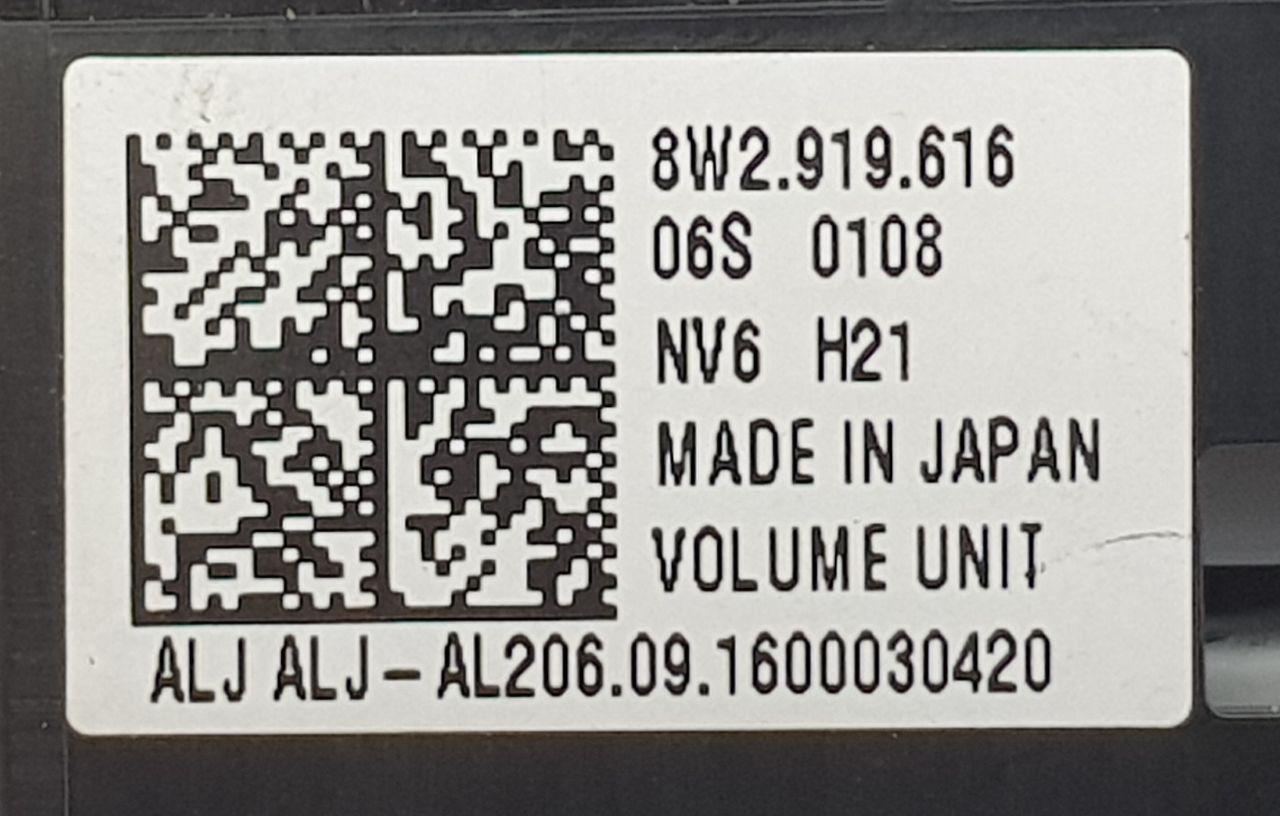 8W2.919.616
06S 0108
NV6 H21
MADE IN JAPAN
VOLUME UNIT
ALJ ALJ-AL206.09.1600030420